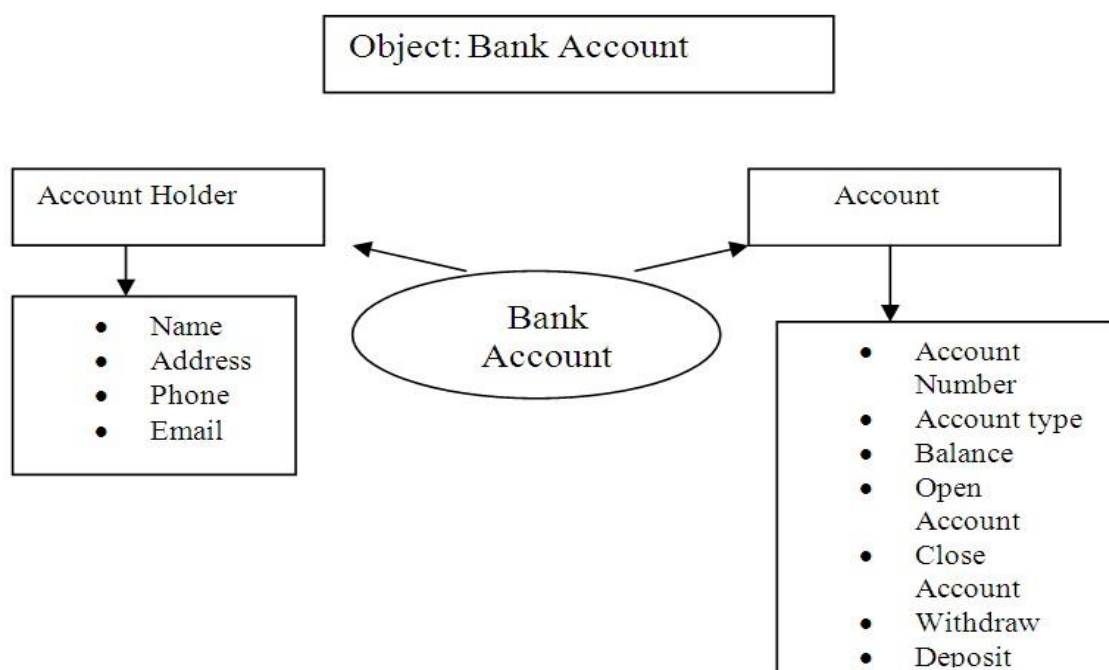 Object: Bank Account
Account Holder
Account
• Name
• Address
• Phone
• Email
Bank
Account
• Account
Number
• Account type
• Balance
• Open
Account
• Close
Account
• Withdraw
• Deposit